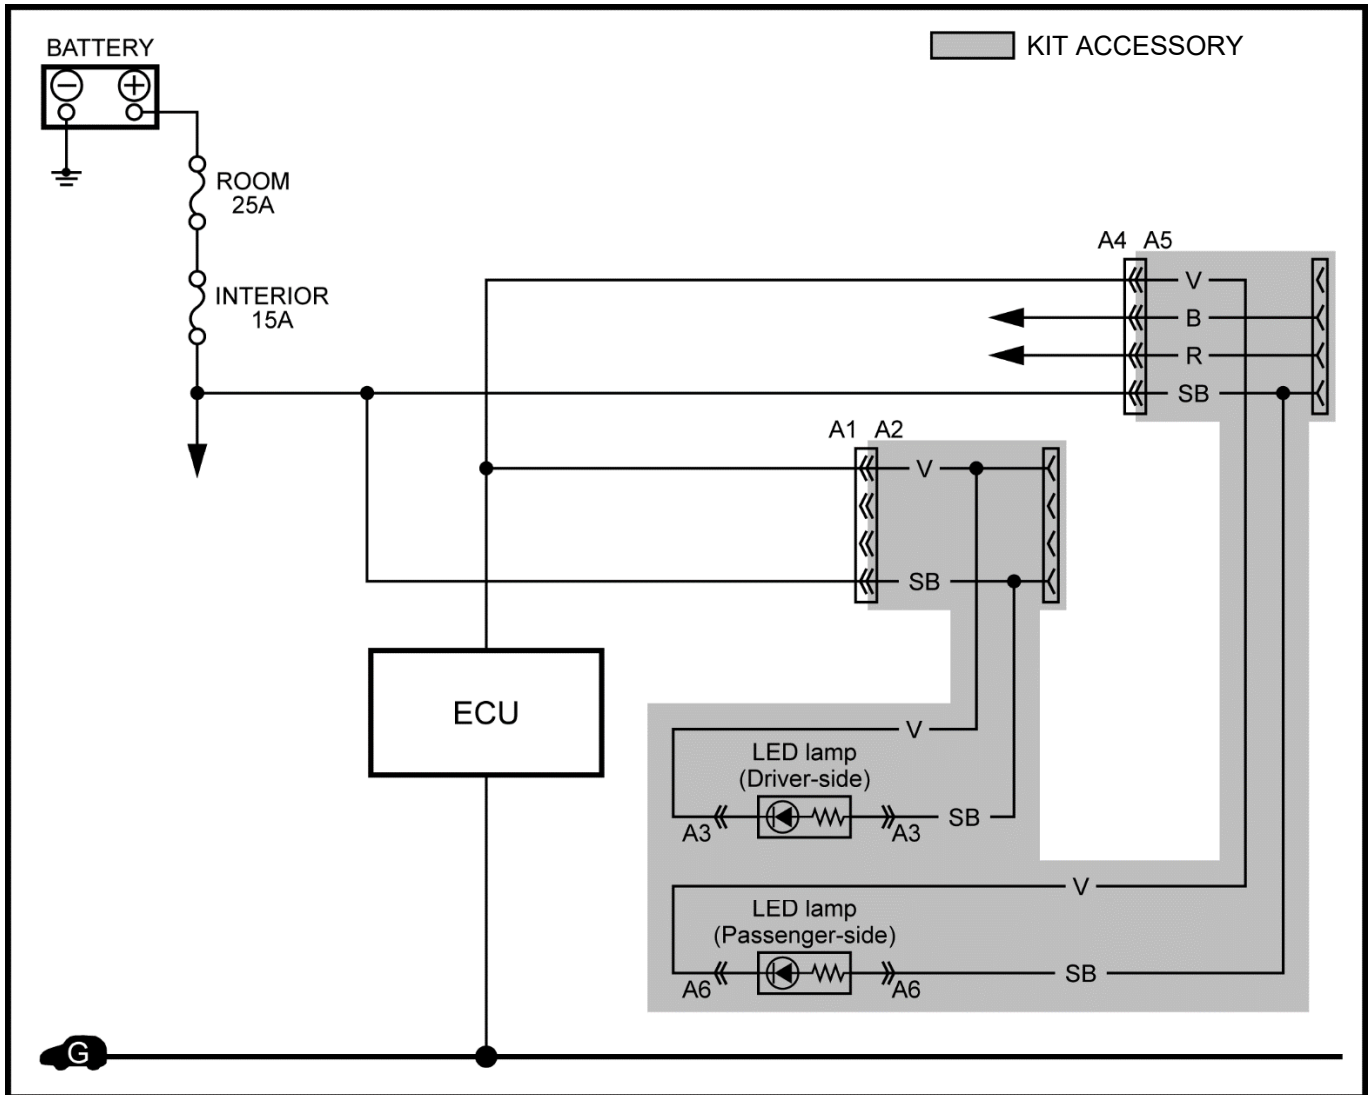 BATTERY
KIT ACCESSORY
ROOM
25A
INTERIOR
15A
A4 A5
V
B
R
SB
A1 A2
V
SB
ECU
V
LED lamp
(Driver-side)
A3 A3 SB
V
LED lamp
(Passenger-side)
A6 A6 SB
G